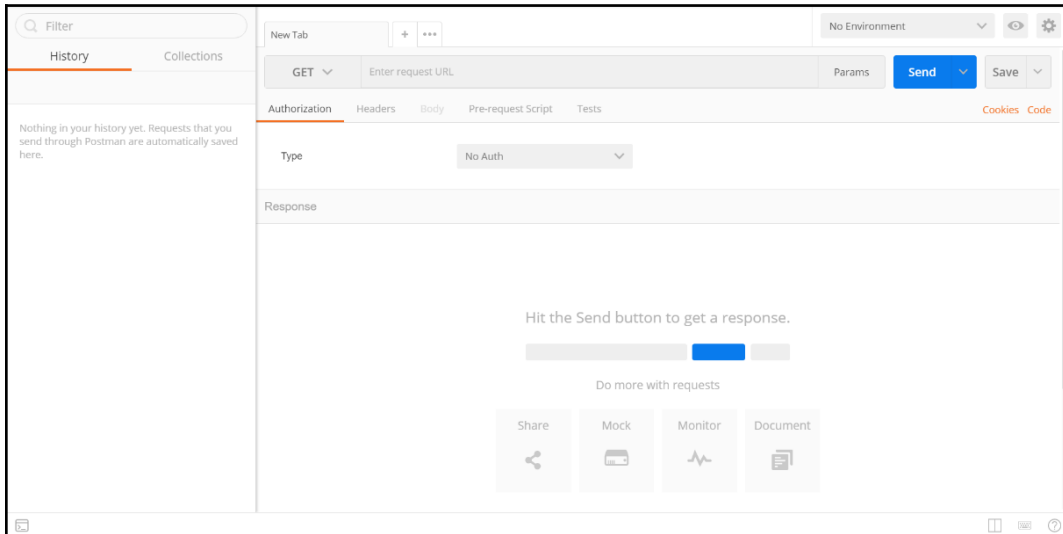 Filter
History Collections
Nothing in your history yet. Requests that you
send through Postman are automatically saved
here.
New Tab + •••
No Environment
GET Enter request URL Params Send Save
Authorization Headers Body Pre-request Script Tests Cookies Code
Type No Auth
Response
Hit the Send button to get a response.
Do more with requests
Share Mock Monitor Document